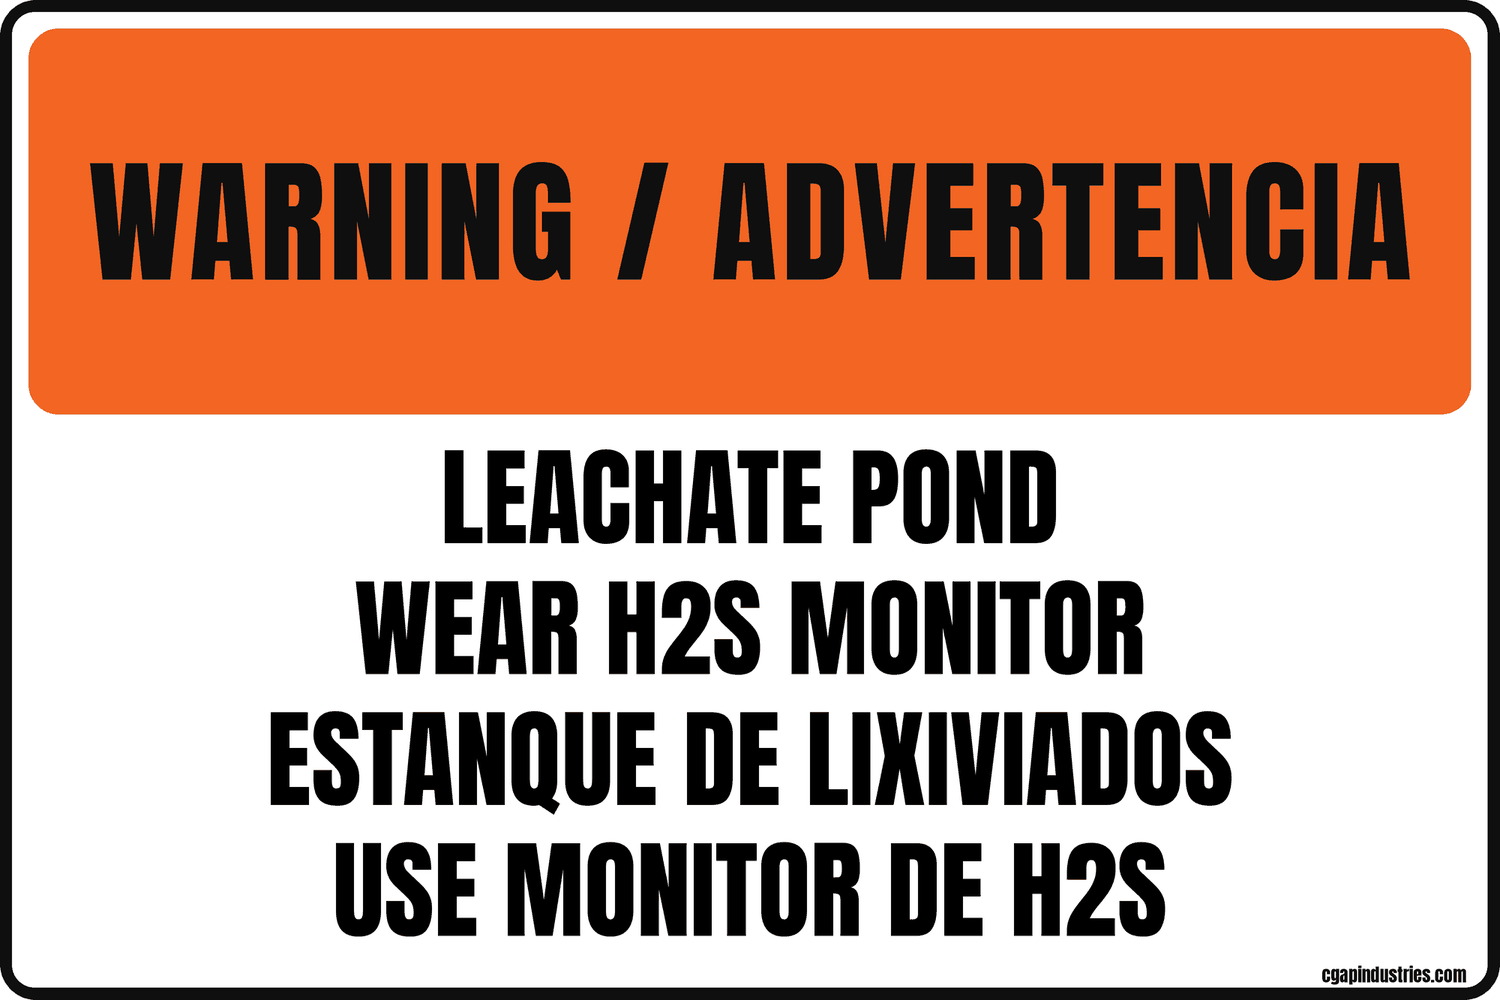 WARNING / ADVERTENCIA
LEACHATE POND
WEAR H2S MONITOR
ESTANQUE DE LIXIVIADOS
USE MONITOR DE H2S
cgapindustries.com